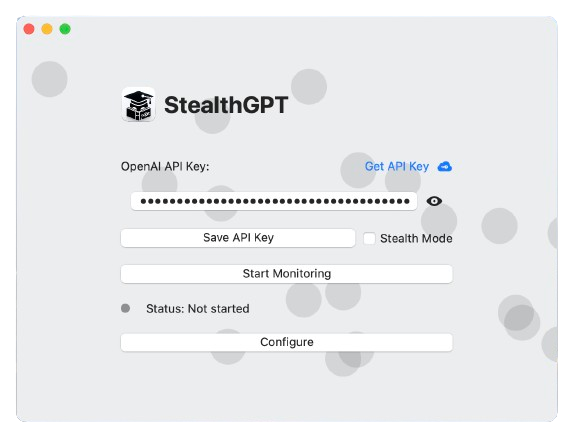 StealthGPT
OpenAI API Key:
Get API Key
••••••••••••••••••••••••••••••••••••••
Save API Key
Stealth Mode
Start Monitoring
Status: Not started
Configure